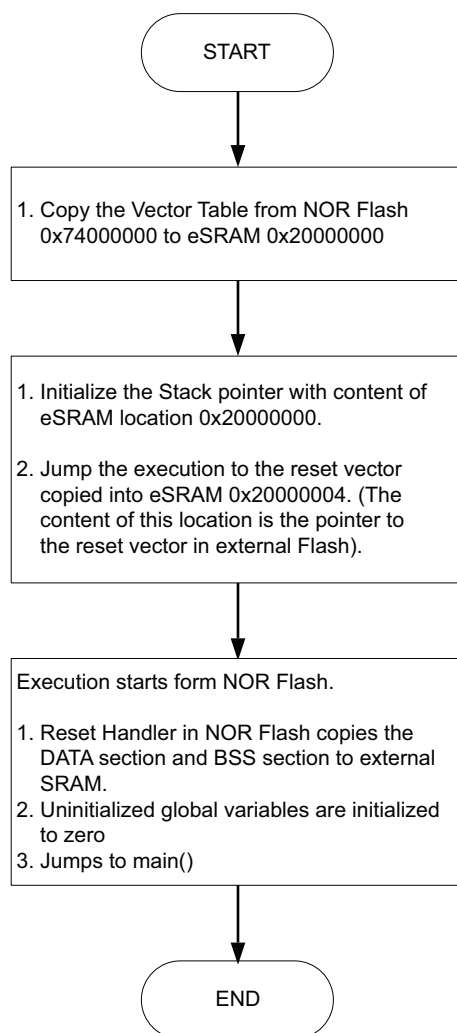 START
1. Copy the Vector Table from NOR Flash
0x74000000 to eSRAM 0x20000000
1. Initialize the Stack pointer with content of
eSRAM location 0x20000000.
2. Jump the execution to the reset vector
copied into eSRAM 0x20000004. (The
content of this location is the pointer to
the reset vector in external Flash).
Execution starts form NOR Flash.
1. Reset Handler in NOR Flash copies the
DATA section and BSS section to external
SRAM.
2. Uninitialized global variables are initialized
to zero
3. Jumps to main()
END